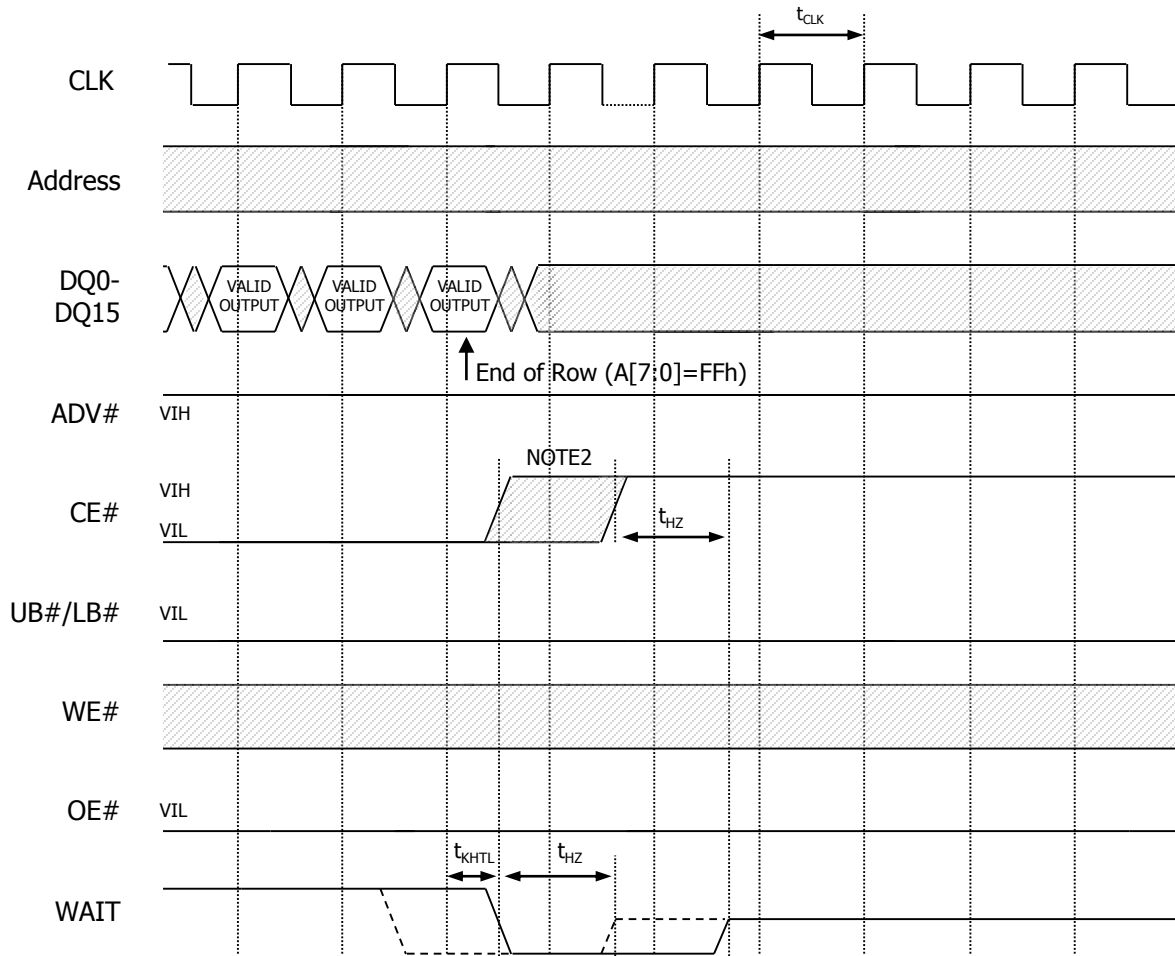 tCLK
CLK
Address
DQ0-
DQ15
VALID
OUTPUT
VALID
OUTPUT
VALID
OUTPUT
End of Row (A[7:0]=FFh)
ADV#
VIH
NOTE2
CE#
VIH
VIL
tHZ
UB#/LB#
VIL
WE#
OE#
VIL
tKHTL
tHZ
WAIT